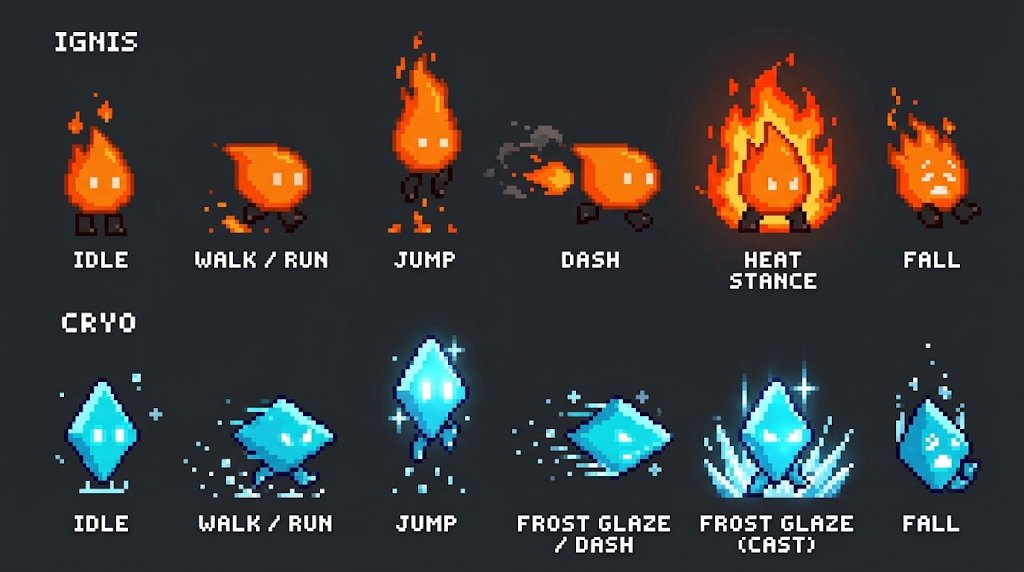 IGNIS
IDLE
WALK / RUN
JUMP
DASH
HEAT
STANCE
FALL
CRYO
IDLE
WALK / RUN
JUMP
FROST GLAZE
/ DASH
FROST GLAZE
(CAST)
FALL